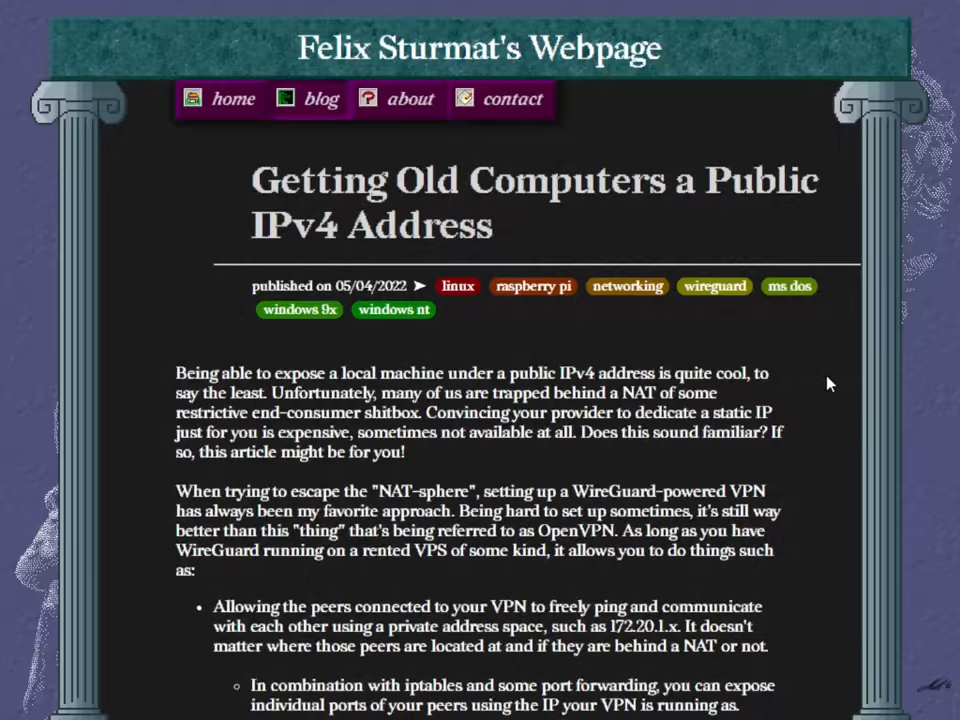 Felix Sturmat's Webpage
home blog about contact
Getting Old Computers a Public
IPv4 Address
published on 05/04/2022 ➤ linux raspberry pi networking wireguard ms dos
windows 9x windows nt
Being able to expose a local machine under a public IPv4 address is quite cool, to
say the least. Unfortunately, many of us are trapped behind a NAT of some
restrictive end-consumer shitbox. Convincing your provider to dedicate a static IP
just for you is expensive, sometimes not available at all. Does this sound familiar? If
so, this article might be for you!
When trying to escape the "NAT-sphere", setting up a WireGuard-powered VPN
has always been my favorite approach. Being hard to set up sometimes, it's still way
better than this "thing" that's being referred to as OpenVPN. As long as you have
WireGuard running on a rented VPS of some kind, it allows you to do things such
as:
• Allowing the peers connected to your VPN to freely ping and communicate
with each other using a private address space, such as 172.20.1.x. It doesn't
matter where those peers are located at and if they are behind a NAT or not.
◦ In combination with iptables and some port forwarding, you can expose
individual ports of your peers using the IP your VPN is running as.